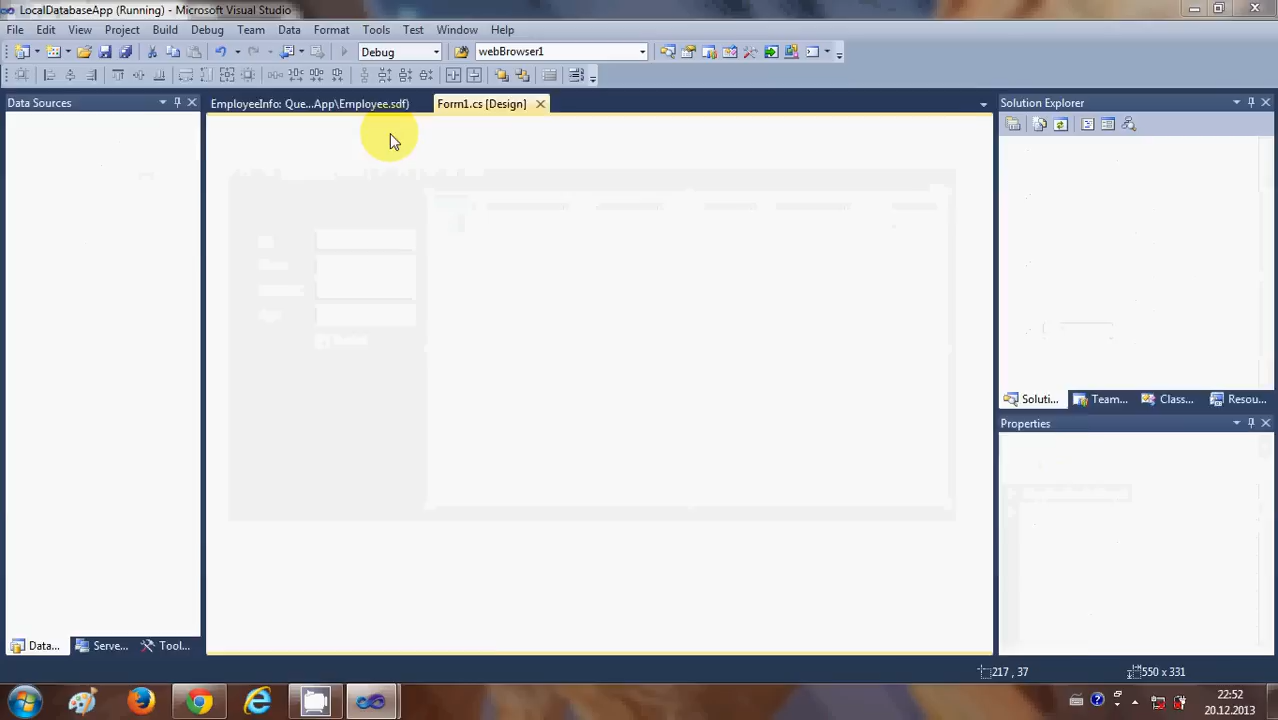 LocalDatabaseApp (Running) - Microsoft Visual Studio
File Edit View Project Build Debug Team Data Format Tools Test Window Help
Debug webBrowser1
Data Sources
EmployeeInfo: Que...App\Employee.sdf) Form1.cs [Design]
Solution Explorer
Soluti... Team... Class... Resou...
Properties
Data... Serve... Tool...
217 , 37 550 x 331
22:52
20.12.2013